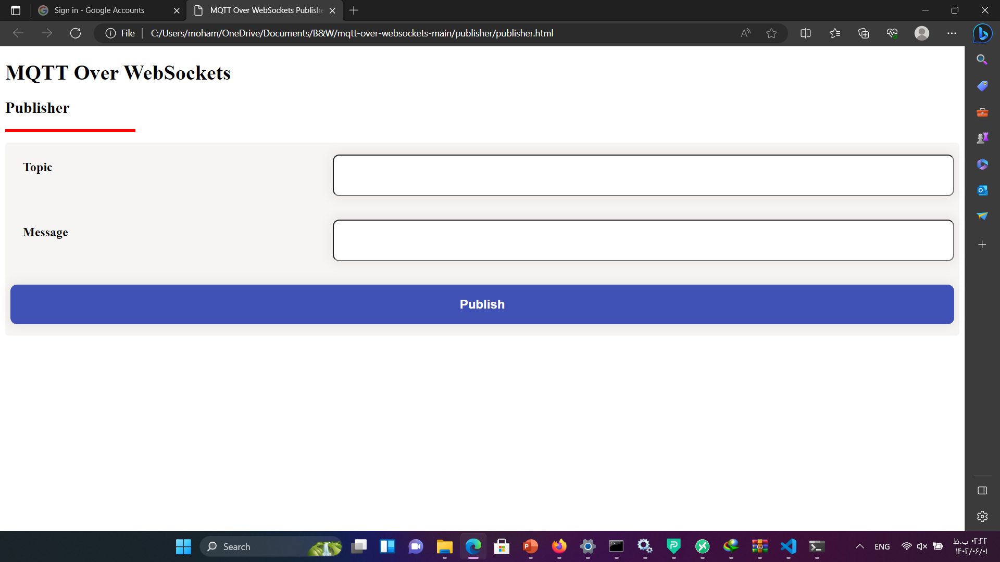 Sign in - Google Accounts
MQTT Over WebSockets Publishe
File
C:/Users/moham/OneDrive/Documents/B&W/mqtt-over-websockets-main/publisher/publisher.html
MQTT Over WebSockets
Publisher
Topic
Message
Publish
Search
ENG
۰۲:۲۲ ب.ظ
۱۴۰۲/۰۶/۰۱